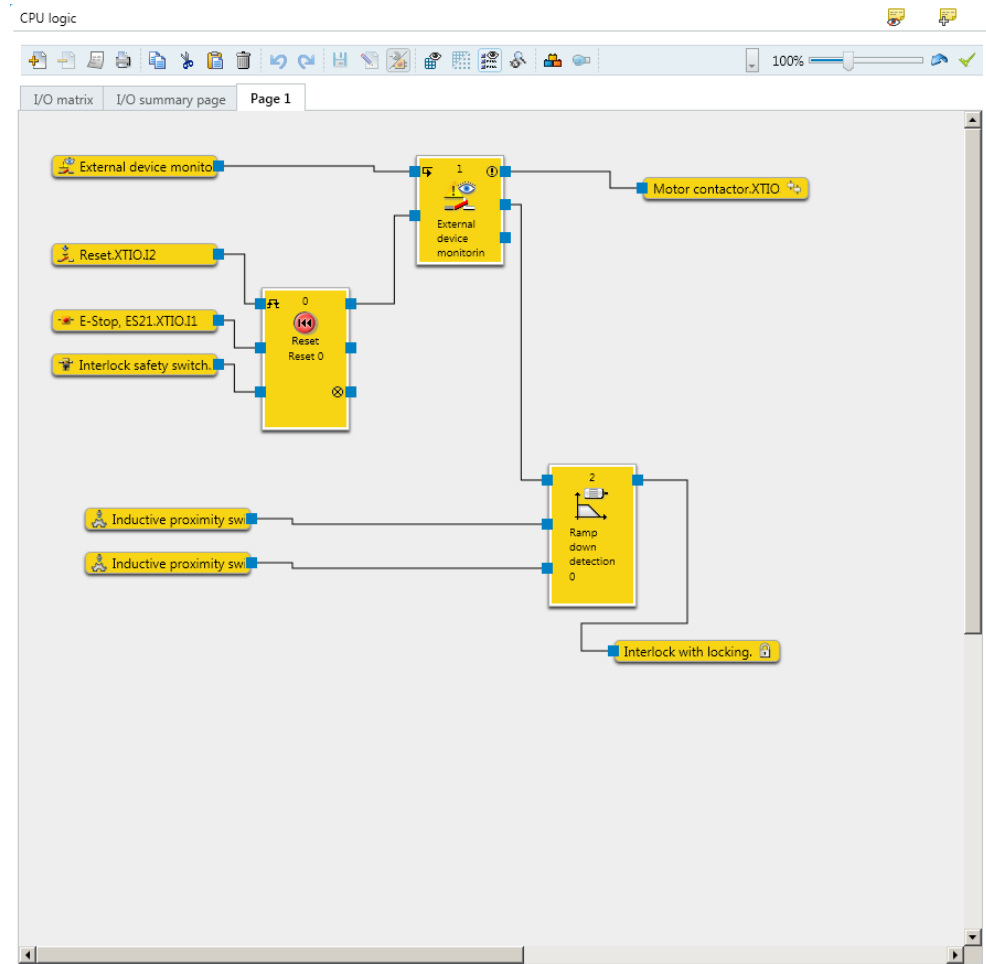 CPU logic
100%
I/O matrix
I/O summary page
Page 1
External device monito
1
External
device
monitorin
Motor contactor.XTIO
Reset.XTIO.I2
0
Reset
Reset 0
E-Stop, ES21.XTIO.I1
Interlock safety switch.
2
Ramp
down
detection
0
Inductive proximity swi
Inductive proximity swi
Interlock with locking.